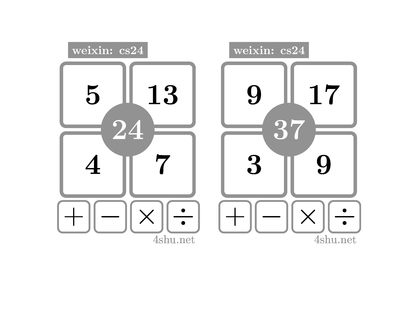 weixin: cs24
5 13
24
4 7
+ − × ÷
4shu.net
weixin: cs24
9 17
37
3 9
+ − × ÷
4shu.net